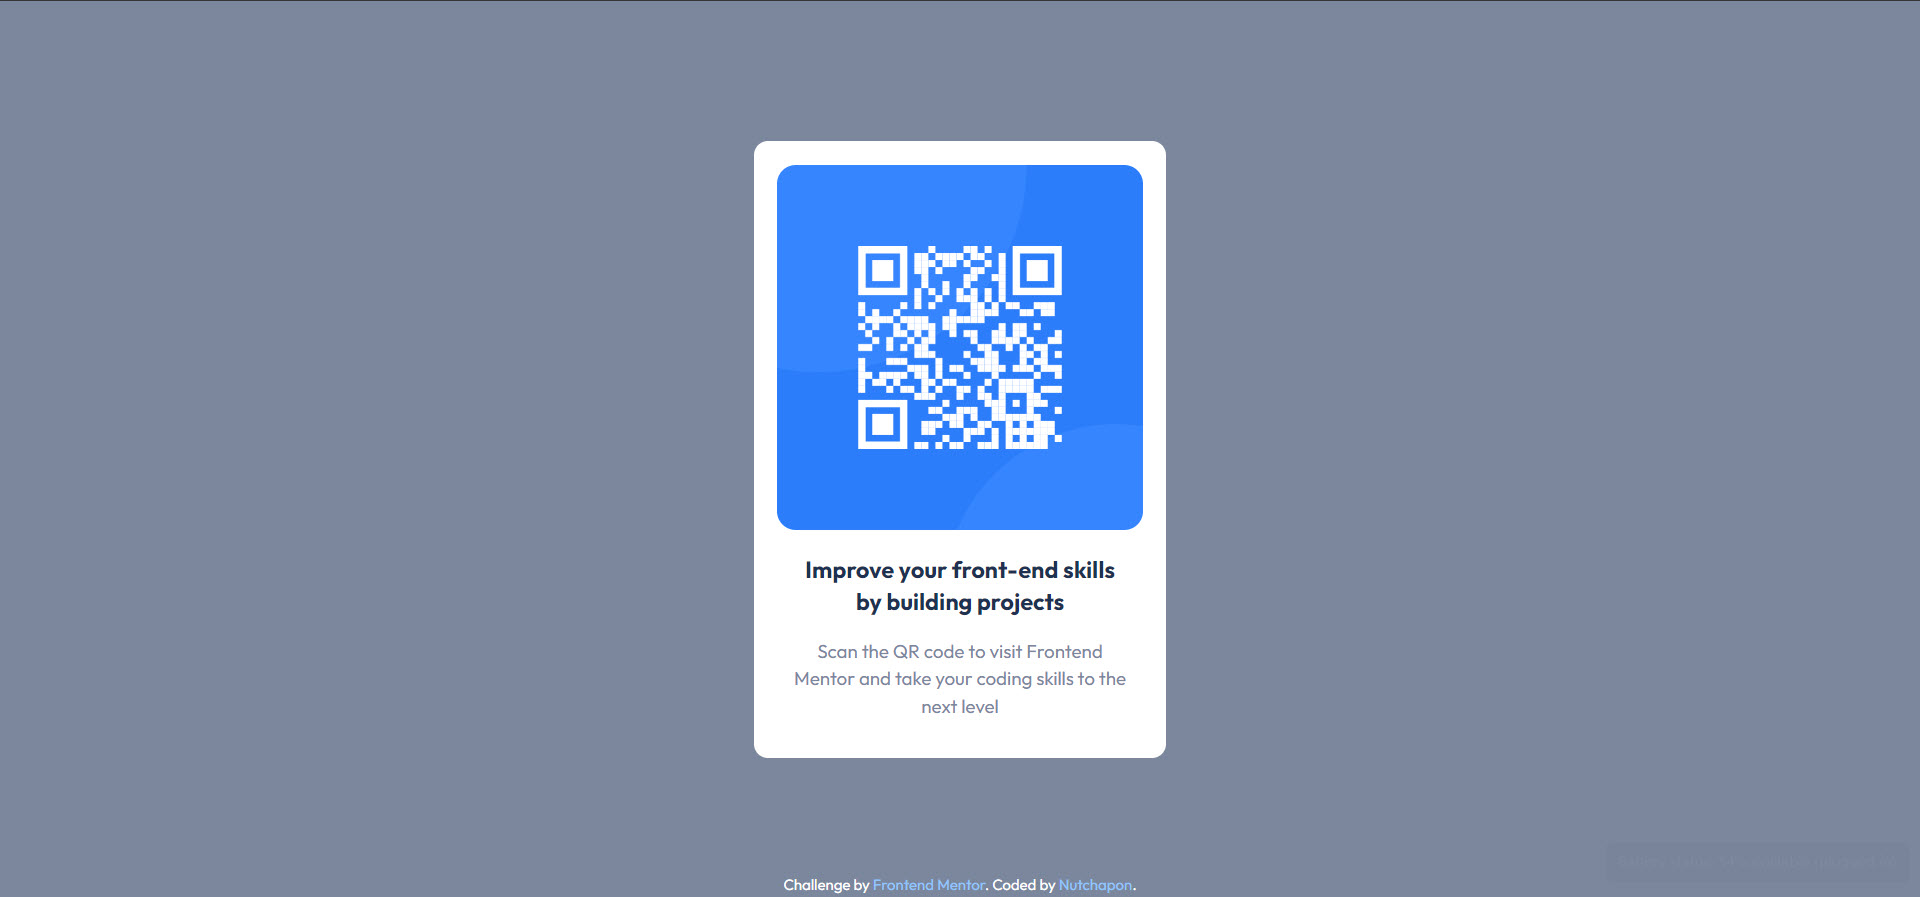 Improve your front-end skills
by building projects
Scan the QR code to visit Frontend
Mentor and take your coding skills to the
next level
Challenge by Frontend Mentor. Coded by Nutchapon.